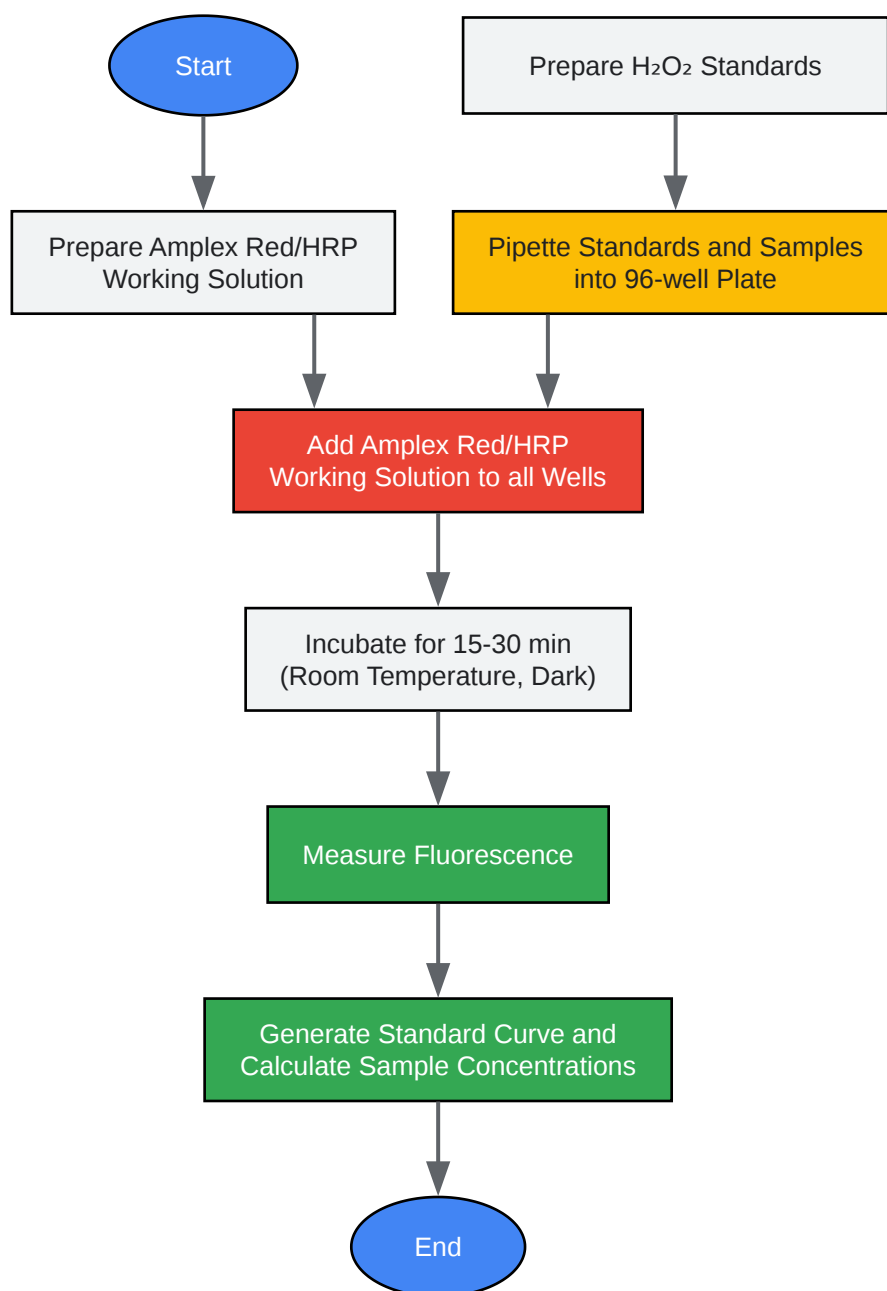 Start
Prepare H₂O₂ Standards
Prepare Amplex Red/HRP
Working Solution
Pipette Standards and Samples
into 96-well Plate
Add Amplex Red/HRP
Working Solution to all Wells
Incubate for 15-30 min
(Room Temperature, Dark)
Measure Fluorescence
Generate Standard Curve and
Calculate Sample Concentrations
End